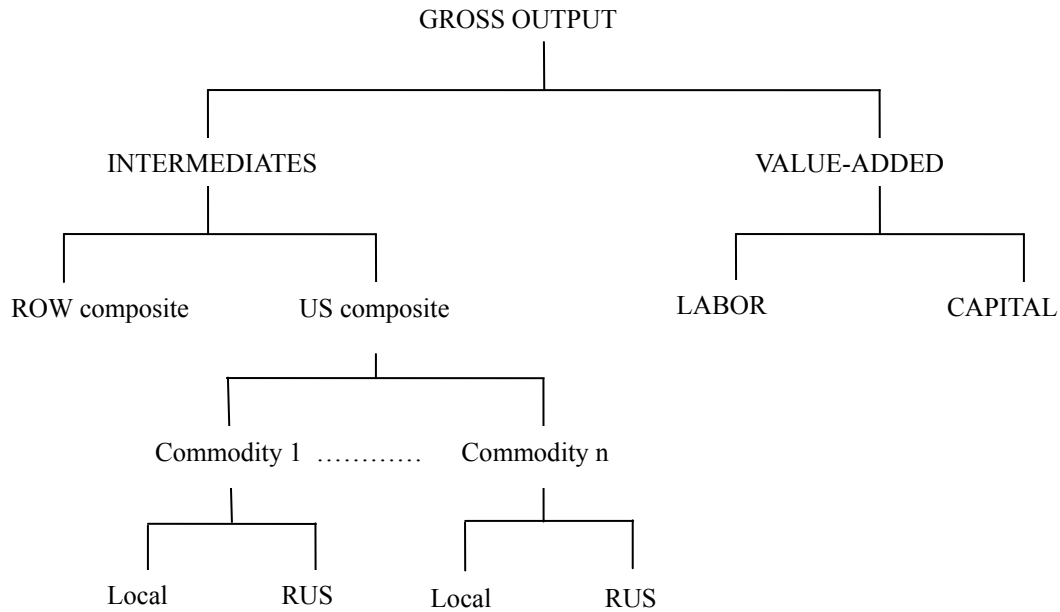 GROSS OUTPUT
INTERMEDIATES VALUE-ADDED
ROW composite US composite LABOR CAPITAL
Commodity 1 ………… Commodity n
Local RUS Local RUS